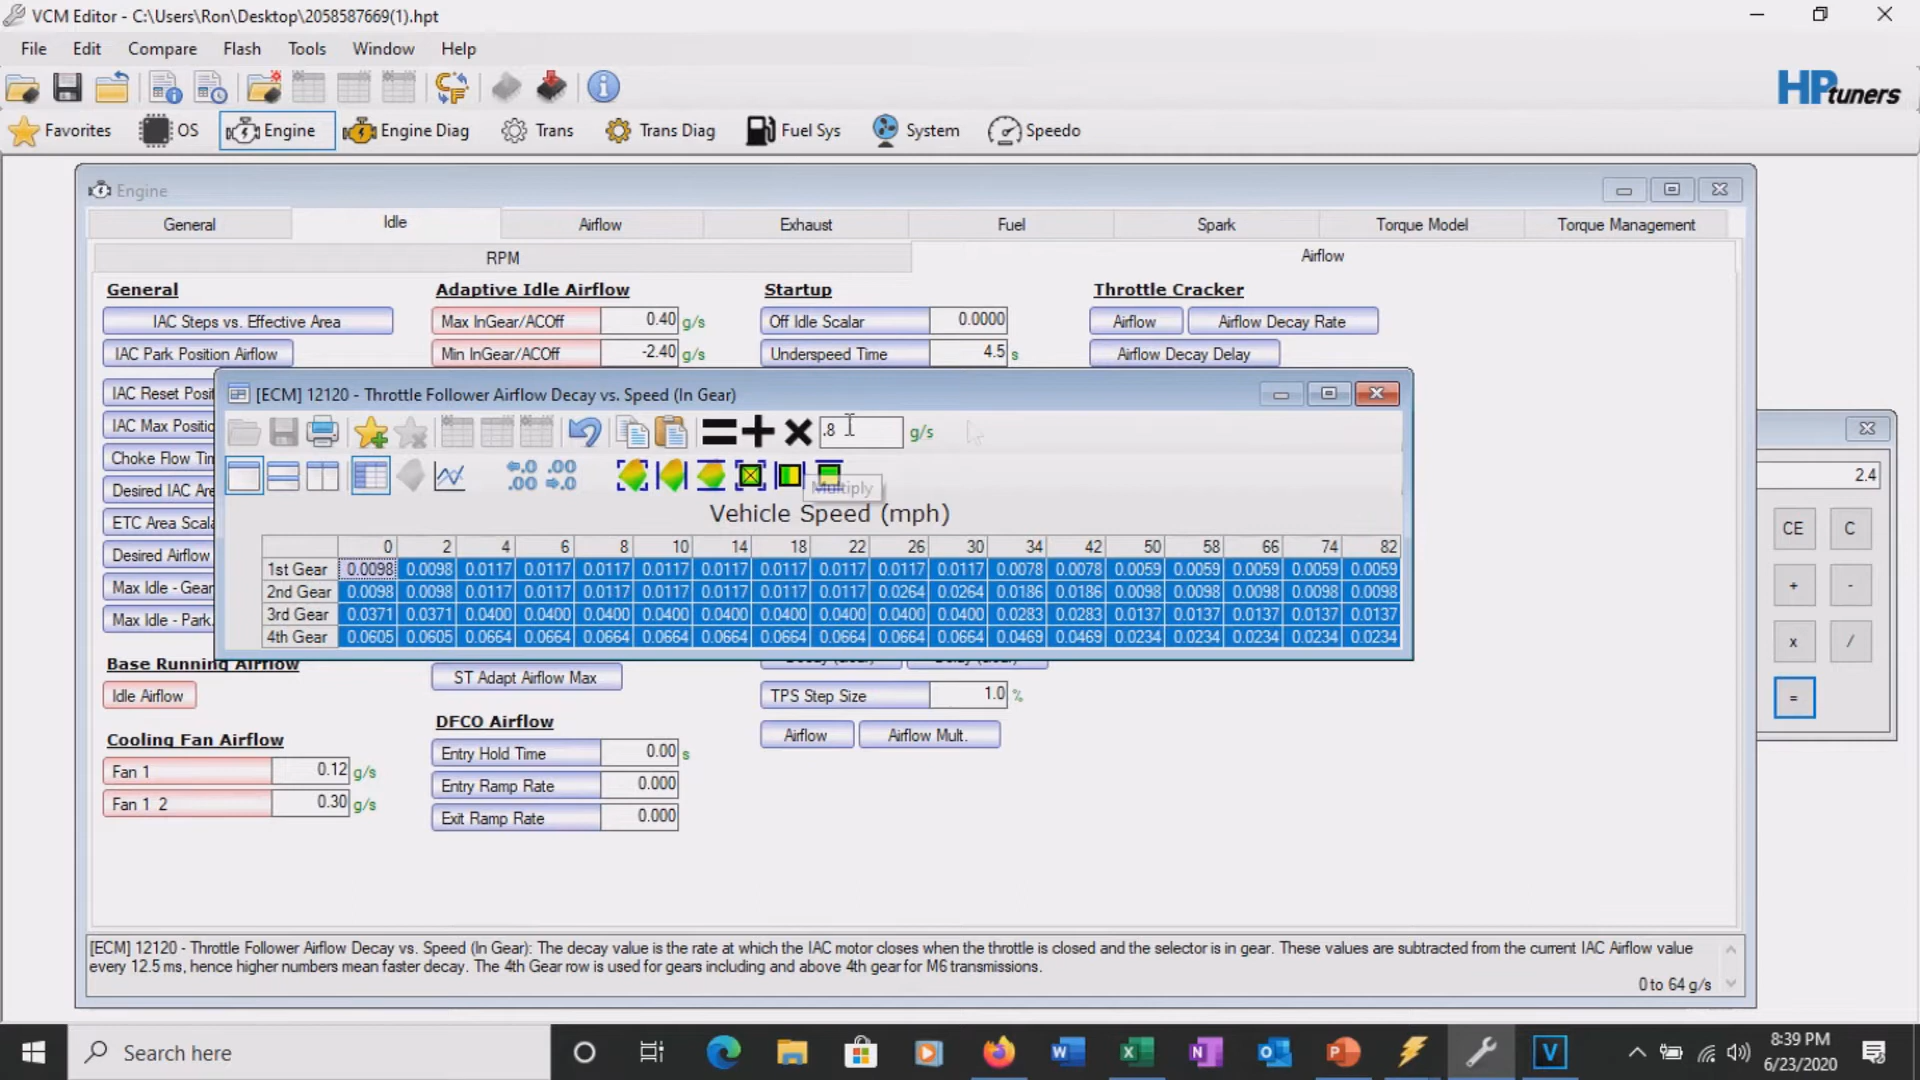 VCM Editor - C:\Users\Ron\Desktop\2058587669(1).hpt
File Edit Compare Flash Tools Window Help
HPtuners
Favorites OS Engine Engine Diag Trans Trans Diag Fuel Sys System Speedo
Engine
General Idle Airflow Exhaust Fuel Spark Torque Model Torque Management
RPM Airflow
General Adaptive Idle Airflow Startup Throttle Cracker
IAC Steps vs. Effective Area Max InGear/ACOff 0.40 g/s Off Idle Scalar 0.0000 Airflow Airflow Decay Rate
IAC Park Position Airflow Min InGear/ACOff -2.40 g/s Underspeed Time 4.5 s Airflow Decay Delay
IAC Reset Posit
IAC Max Positio
Choke Flow Tin
Desired IAC Are
ETC Area Scala
Desired Airflow
Max Idle - Gear
Max Idle - Park.
[ECM] 12120 - Throttle Follower Airflow Decay vs. Speed (In Gear)
.8 g/s
Multiply
Vehicle Speed (mph)
0 2 4 6 8 10 14 18 22 26 30 34 42 50 58 66 74 82
1st Gear 0.0098 0.0098 0.0117 0.0117 0.0117 0.0117 0.0117 0.0117 0.0117 0.0117 0.0117 0.0078 0.0078 0.0059 0.0059 0.0059 0.0059 0.0059
2nd Gear 0.0098 0.0098 0.0117 0.0117 0.0117 0.0117 0.0117 0.0117 0.0117 0.0264 0.0264 0.0186 0.0186 0.0098 0.0098 0.0098 0.0098 0.0098
3rd Gear 0.0371 0.0371 0.0400 0.0400 0.0400 0.0400 0.0400 0.0400 0.0400 0.0400 0.0400 0.0283 0.0283 0.0137 0.0137 0.0137 0.0137 0.0137
4th Gear 0.0605 0.0605 0.0664 0.0664 0.0664 0.0664 0.0664 0.0664 0.0664 0.0664 0.0664 0.0469 0.0469 0.0234 0.0234 0.0234 0.0234 0.0234
2.4
CE C
+ -
x /
=
Base Running Airflow ST Adapt Airflow Max
Idle Airflow TPS Step Size 1.0 %
Cooling Fan Airflow DFCO Airflow Airflow Airflow Mult.
Fan 1 0.12 g/s Entry Hold Time 0.00 s
Fan 1 2 0.30 g/s Entry Ramp Rate 0.000
Exit Ramp Rate 0.000
[ECM] 12120 - Throttle Follower Airflow Decay vs. Speed (In Gear): The decay value is the rate at which the IAC motor closes when the throttle is closed and the selector is in gear. These values are subtracted from the current IAC Airflow value
every 12.5 ms, hence higher numbers mean faster decay. The 4th Gear row is used for gears including and above 4th gear for M6 transmissions.
0 to 64 g/s
Search here
8:39 PM
6/23/2020